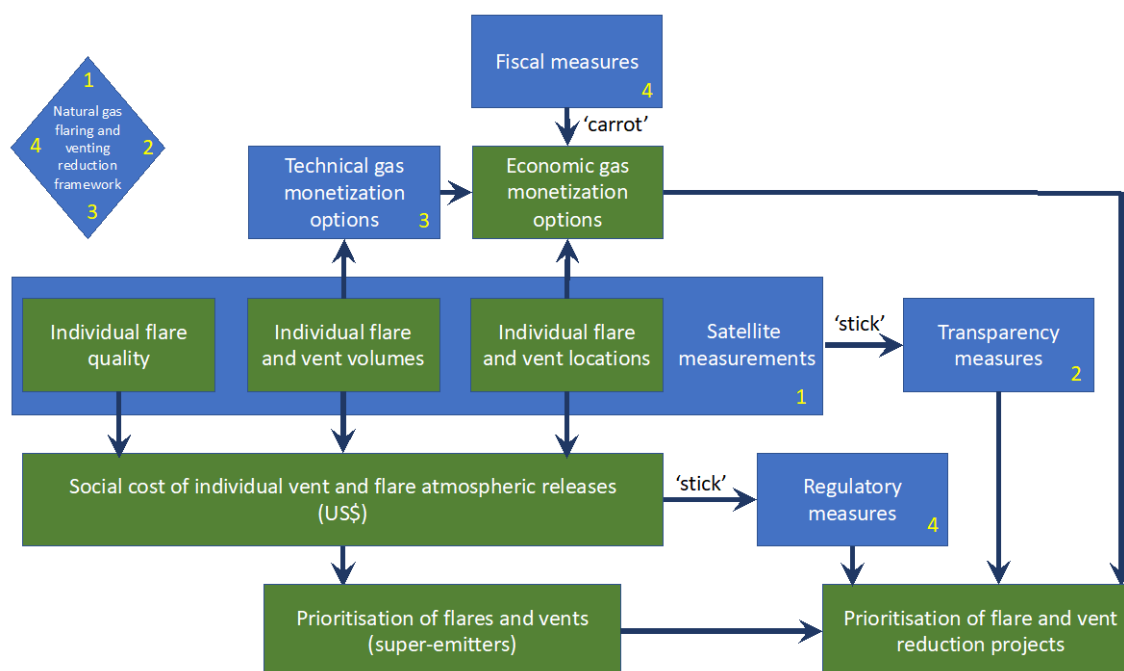 Fiscal measures
4
1
Natural gas
flaring and
4
venting
2
reduction
framework
3
‘carrot’
Technical gas
monetization
options
3
Economic gas
monetization
options
Individual flare
quality
Individual flare
and vent volumes
Individual flare
and vent locations
Satellite
measurements
1
‘stick’
Transparency
measures
2
Social cost of individual vent and flare atmospheric releases
(US$)
‘stick’
Regulatory
measures
4
Prioritisation of flares and vents
(super-emitters)
Prioritisation of flare and vent
reduction projects